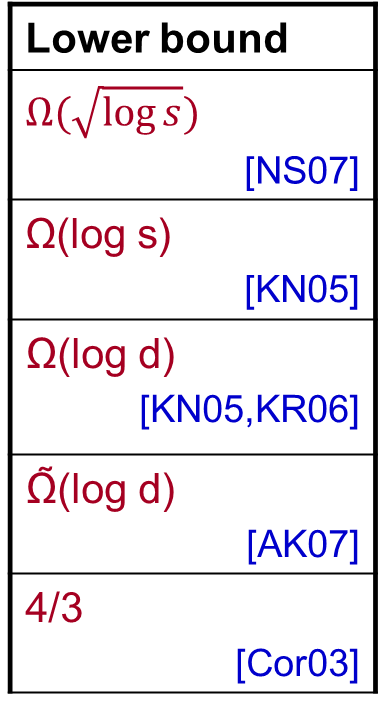 Lower bound
Ω(√log s)
[NS07]
Ω(log s)
[KN05]
Ω(log d)
[KN05,KR06]
Ω̃(log d)
[AK07]
4/3
[Cor03]